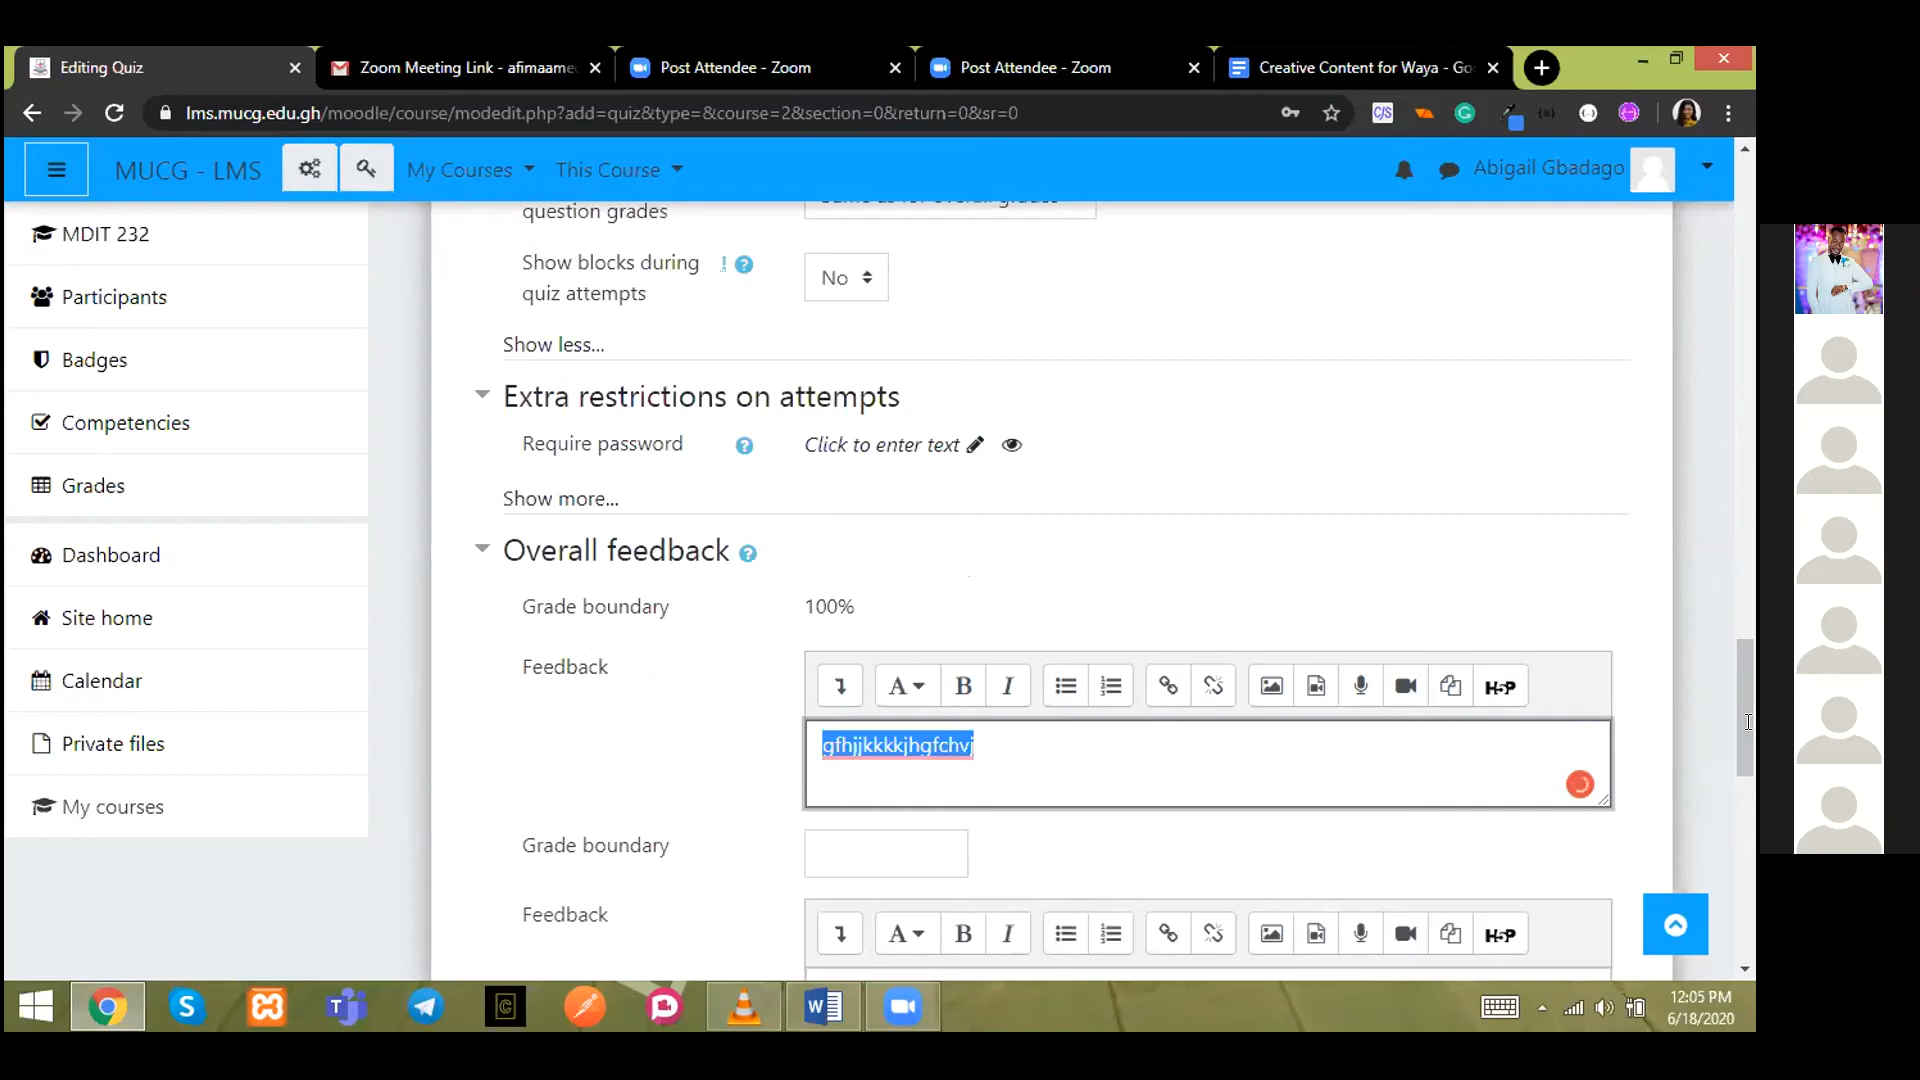 Editing Quiz
Zoom Meeting Link - afimaame
Post Attendee - Zoom
Post Attendee - Zoom
Creative Content for Waya - Go
lms.mucg.edu.gh/moodle/course/modedit.php?add=quiz&type=&course=2&section=0&return=0&sr=0
MUCG - LMS
My Courses
This Course
Abigail Gbadago
MDIT 232
Participants
Badges
Competencies
Grades
Dashboard
Site home
Calendar
Private files
My courses
question grades
Show blocks during
quiz attempts
No
Show less...
Extra restrictions on attempts
Require password
Click to enter text
Show more...
Overall feedback
Grade boundary
100%
Feedback
A
B
I
H-P
gfhjjkkkkjhgfchvj
Grade boundary
Feedback
A
B
I
H-P
12:05 PM
6/18/2020